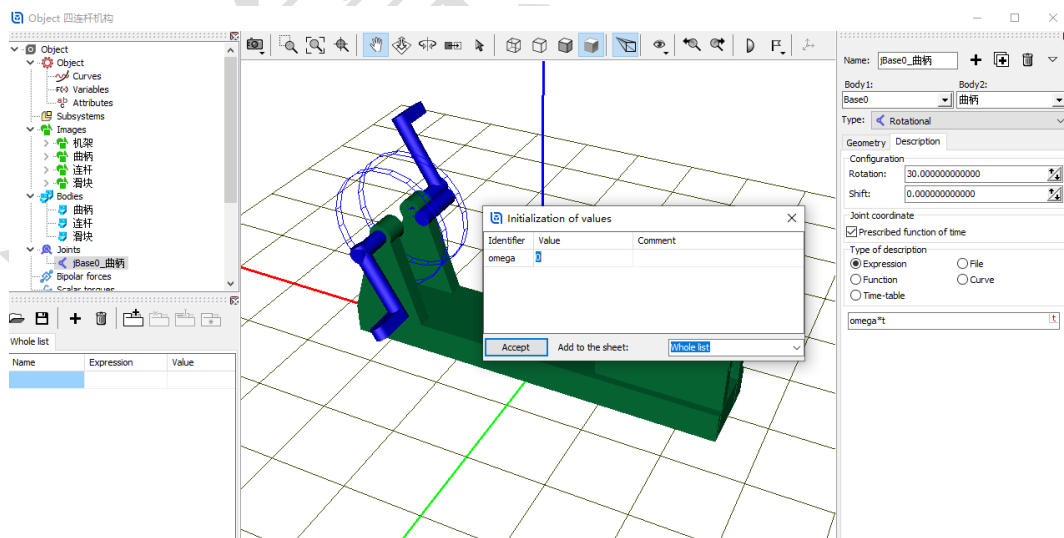 Object 四连杆机构
Object
Object
Curves
Variables
Attributes
Subsystems
Images
机架
曲柄
连杆
滑块
Bodies
曲柄
连杆
滑块
Joints
jBase0_曲柄
Bipolar forces
Scalar torques
Whole list
Name Expression Value
Initialization of values
Identifier Value Comment
omega 0
Accept Add to the sheet: Whole list
Name: jBase0_曲柄
Body1: Body2:
Base0 曲柄
Type: Rotational
Geometry Description
Configuration
Rotation: 30.000000000000
Shift: 0.000000000000
Joint coordinate
Prescribed function of time
Type of description
Expression File
Function Curve
Time-table
omega*t t